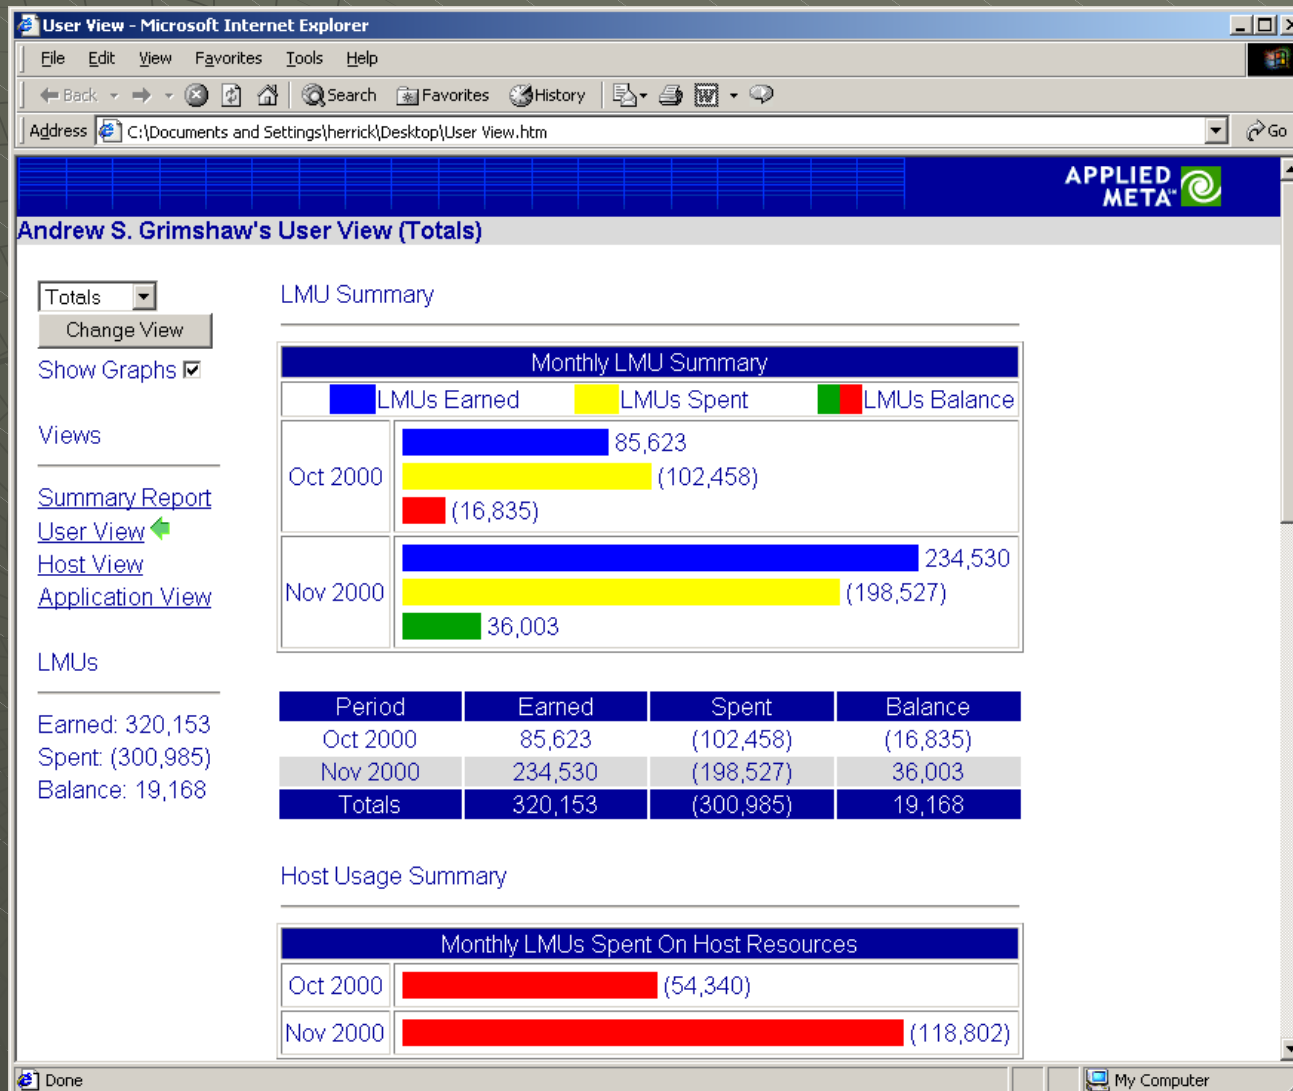 User View - Microsoft Internet Explorer
File Edit View Favorites Tools Help
Back Search Favorites History
Address C:\Documents and Settings\herrick\Desktop\User View.htm Go
APPLIED
META
Andrew S. Grimshaw's User View (Totals)
Totals
Change View
Show Graphs
Views
Summary Report
User View
Host View
Application View
LMUs
Earned: 320,153
Spent: (300,985)
Balance: 19,168
LMU Summary
Monthly LMU Summary
LMUs Earned LMUs Spent LMUs Balance
85,623
Oct 2000 (102,458)
(16,835)
234,530
Nov 2000 (198,527)
36,003
Period Earned Spent Balance
Oct 2000 85,623 (102,458) (16,835)
Nov 2000 234,530 (198,527) 36,003
Totals 320,153 (300,985) 19,168
Host Usage Summary
Monthly LMUs Spent On Host Resources
Oct 2000 (54,340)
Nov 2000 (118,802)
Done My Computer